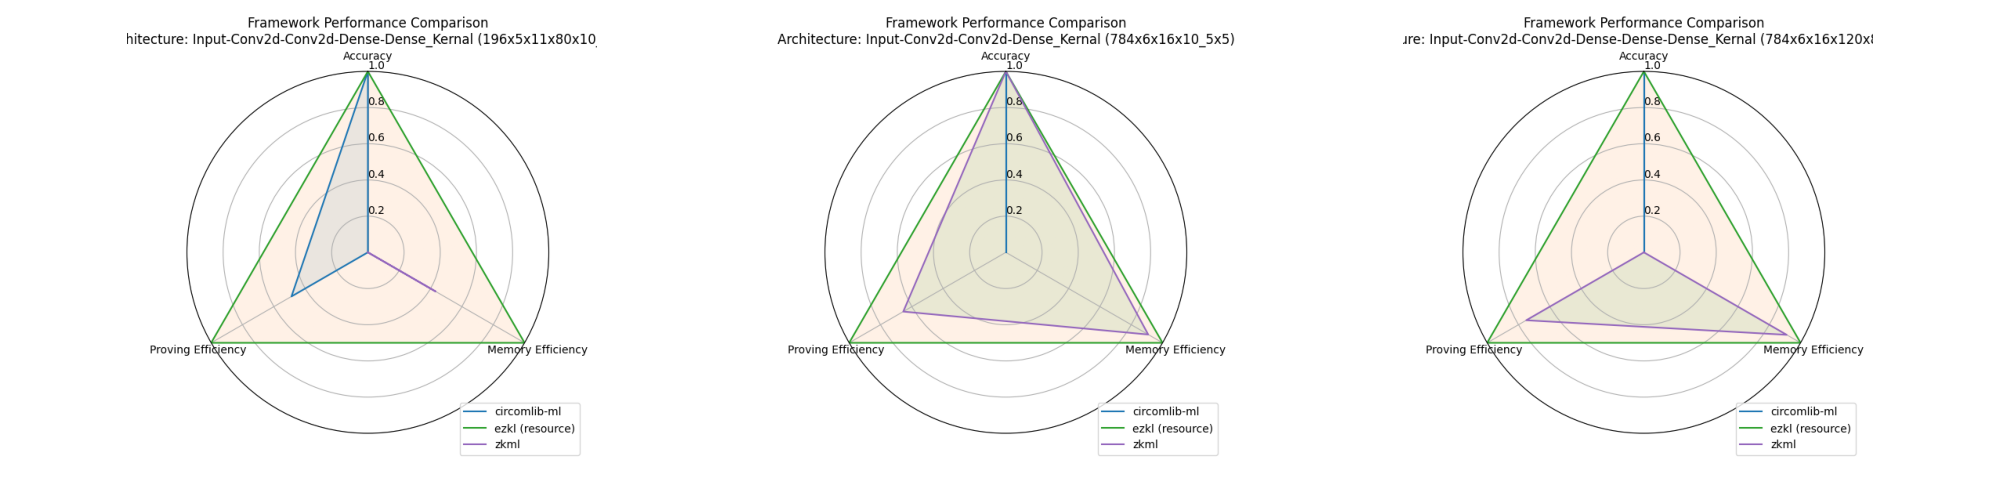 Framework Performance Comparison
hitecture: Input-Conv2d-Conv2d-Dense-Dense_Kernal (196x5x11x80x10_
Accuracy
1.0
0.8
0.6
0.4
0.2
Proving Efficiency
Memory Efficiency
circomlib-ml
ezkl (resource)
zkml
Framework Performance Comparison
Architecture: Input-Conv2d-Conv2d-Dense_Kernal (784x6x16x10_5x5)
Accuracy
1.0
0.8
0.6
0.4
0.2
Proving Efficiency
Memory Efficiency
circomlib-ml
ezkl (resource)
zkml
Framework Performance Comparison
ure: Input-Conv2d-Conv2d-Dense-Dense-Dense_Kernal (784x6x16x120x8
Accuracy
1.0
0.8
0.6
0.4
0.2
Proving Efficiency
Memory Efficiency
circomlib-ml
ezkl (resource)
zkml